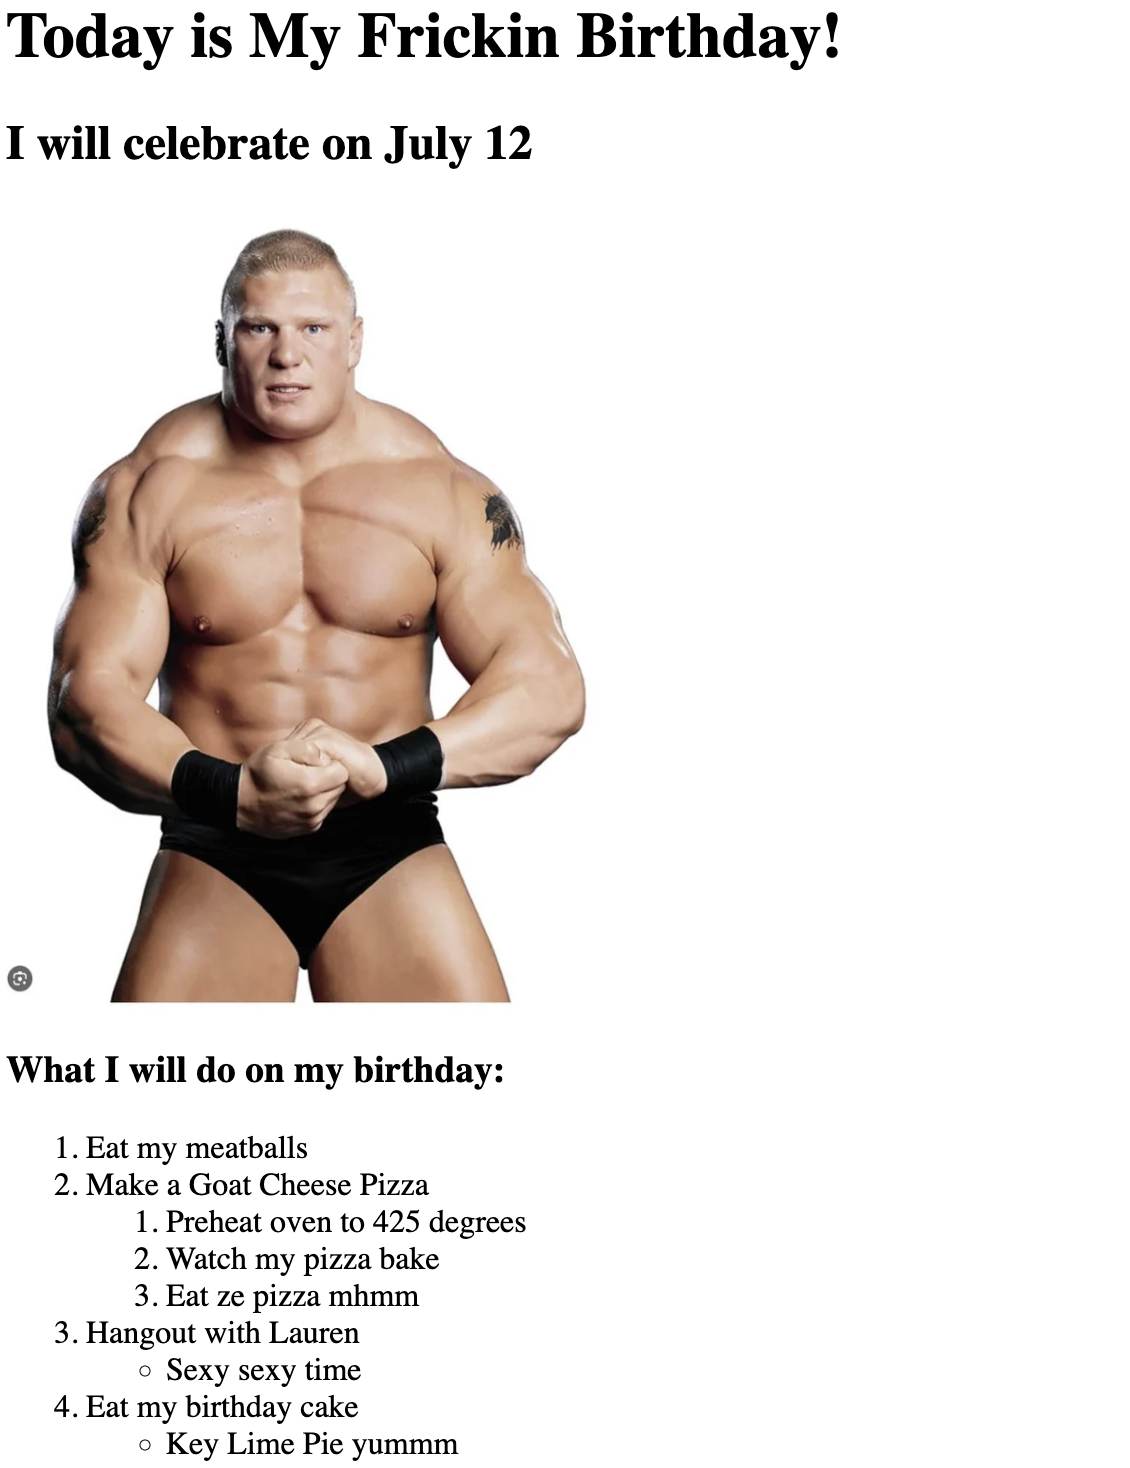 Today is My Frickin Birthday!
I will celebrate on July 12
What I will do on my birthday:
1. Eat my meatballs
2. Make a Goat Cheese Pizza
1. Preheat oven to 425 degrees
2. Watch my pizza bake
3. Eat ze pizza mhmm
3. Hangout with Lauren
◦ Sexy sexy time
4. Eat my birthday cake
◦ Key Lime Pie yummm